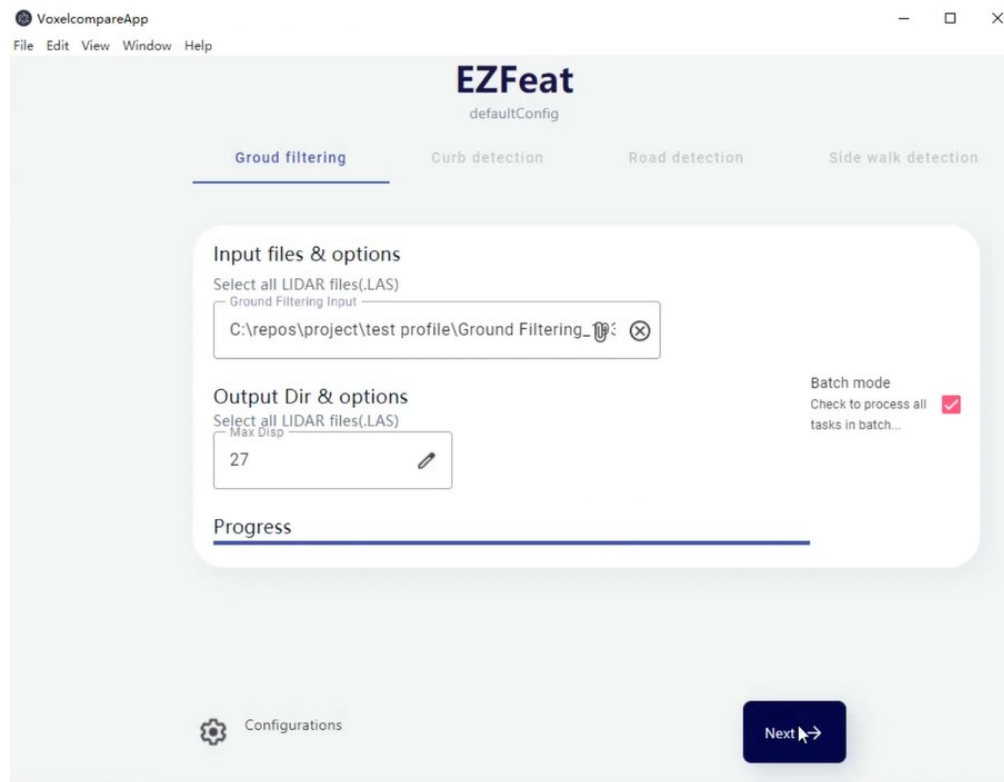 VoxelcompareApp
File Edit View Window Help
EZFeat
defaultConfig
Groud filtering Curb detection Road detection Side walk detection
Input files & options
Select all LIDAR files(.LAS)
Ground Filtering Input
C:\repos\project\test profile\Ground Filtering_
Output Dir & options
Select all LIDAR files(.LAS)
Max Disp
27
Batch mode
Check to process all
tasks in batch...
Progress
Configurations
Next